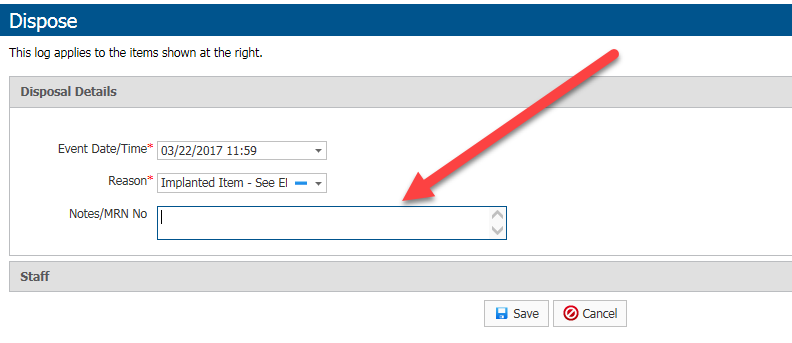 Dispose
This log applies to the items shown at the right.
Disposal Details
Event Date/Time* 03/22/2017 11:59
Reason* Implanted Item - See
Notes/MRN No
Staff
Save Cancel